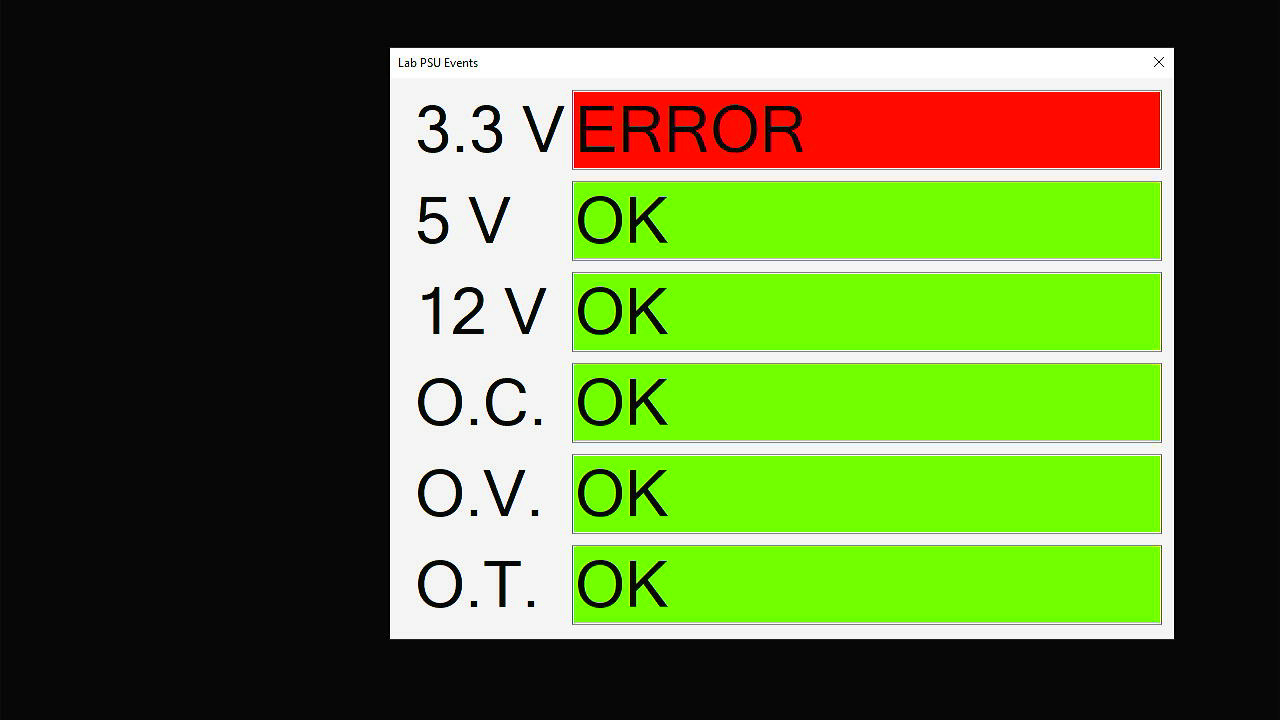 Lab PSU Events
3.3 V ERROR
5 V OK
12 V OK
O.C. OK
O.V. OK
O.T. OK